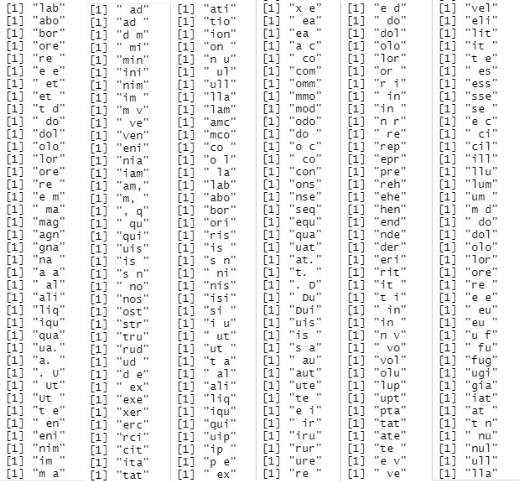 [1] "lab"
[1] "abo"
[1] "bor"
[1] "ore"
[1] "re "
[1] "e e"
[1] " et"
[1] "et "
[1] "t d"
[1] " do"
[1] "dol"
[1] "olo"
[1] "lor"
[1] "ore"
[1] "re "
[1] "e m"
[1] " ma"
[1] "mag"
[1] "agn"
[1] "gna"
[1] "na "
[1] "a a"
[1] " al"
[1] "ali"
[1] "liq"
[1] "iqu"
[1] "qua"
[1] "ua."
[1] "a. "
[1] ". U"
[1] " Ut"
[1] "Ut "
[1] "t e"
[1] " en"
[1] "eni"
[1] "nim"
[1] "im "
[1] "m a"
[1] " ad"
[1] "ad "
[1] "d m"
[1] " mi"
[1] "min"
[1] "ini"
[1] "nim"
[1] "im "
[1] "m v"
[1] " ve"
[1] "ven"
[1] "eni"
[1] "nia"
[1] "iam"
[1] "am,"
[1] "m, "
[1] ", q"
[1] " qu"
[1] "qui"
[1] "uis"
[1] "is "
[1] "s n"
[1] " no"
[1] "nos"
[1] "ost"
[1] "str"
[1] "tru"
[1] "rud"
[1] "ud "
[1] "d e"
[1] " ex"
[1] "exe"
[1] "xer"
[1] "erc"
[1] "rci"
[1] "cit"
[1] "ita"
[1] "tat"
[1] "ati"
[1] "tio"
[1] "ion"
[1] "on "
[1] "n u"
[1] " ul"
[1] "ull"
[1] "lla"
[1] "lam"
[1] "amc"
[1] "mco"
[1] "co "
[1] "o l"
[1] " la"
[1] "lab"
[1] "abo"
[1] "bor"
[1] "ori"
[1] "ris"
[1] "is "
[1] "s n"
[1] " ni"
[1] "nis"
[1] "isi"
[1] "si "
[1] "i u"
[1] " ut"
[1] "ut "
[1] "t a"
[1] " al"
[1] "ali"
[1] "liq"
[1] "iqu"
[1] "qui"
[1] "uip"
[1] "ip "
[1] "p e"
[1] " ex"
[1] "x e"
[1] " ea"
[1] "ea "
[1] "a c"
[1] " co"
[1] "com"
[1] "omm"
[1] "mmo"
[1] "mod"
[1] "odo"
[1] "do "
[1] "o c"
[1] " co"
[1] "con"
[1] "ons"
[1] "nse"
[1] "seq"
[1] "equ"
[1] "qua"
[1] "uat"
[1] "at."
[1] "t. "
[1] ". D"
[1] " Du"
[1] "Dui"
[1] "uis"
[1] "is "
[1] "s a"
[1] " au"
[1] "aut"
[1] "ute"
[1] "te "
[1] "e i"
[1] " ir"
[1] "iru"
[1] "rur"
[1] "ure"
[1] "re "
[1] "e d"
[1] " do"
[1] "dol"
[1] "olo"
[1] "lor"
[1] "or "
[1] "r i"
[1] " in"
[1] "in "
[1] "n r"
[1] " re"
[1] "rep"
[1] "epr"
[1] "pre"
[1] "reh"
[1] "ehe"
[1] "hen"
[1] "end"
[1] "nde"
[1] "der"
[1] "eri"
[1] "rit"
[1] "it "
[1] "t i"
[1] " in"
[1] "in "
[1] "n v"
[1] " vo"
[1] "vol"
[1] "olu"
[1] "lup"
[1] "upt"
[1] "pta"
[1] "tat"
[1] "ate"
[1] "te "
[1] "e v"
[1] " ve"
[1] "vel"
[1] "eli"
[1] "lit"
[1] "it "
[1] "t e"
[1] " es"
[1] "ess"
[1] "sse"
[1] "se "
[1] "e c"
[1] " ci"
[1] "cil"
[1] "ill"
[1] "llu"
[1] "lum"
[1] "um "
[1] "m d"
[1] " do"
[1] "dol"
[1] "olo"
[1] "lor"
[1] "ore"
[1] "re "
[1] "e e"
[1] " eu"
[1] "eu "
[1] "u f"
[1] " fu"
[1] "fug"
[1] "ugi"
[1] "gia"
[1] "iat"
[1] "at "
[1] "t n"
[1] " nu"
[1] "nul"
[1] "ull"
[1] "lla"